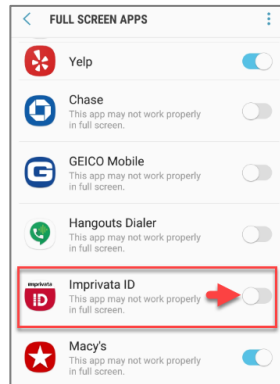 FULL SCREEN APPS
Yelp
Chase
This app may not work properly
in full screen.
G
GEICO Mobile
This app may not work properly
in full screen.
Hangouts Dialer
This app may not work properly
in full screen.
imprivata
ID
Imprivata ID
This app may not work properly
in full screen.
Macy's
This app may not work properly
in full screen.